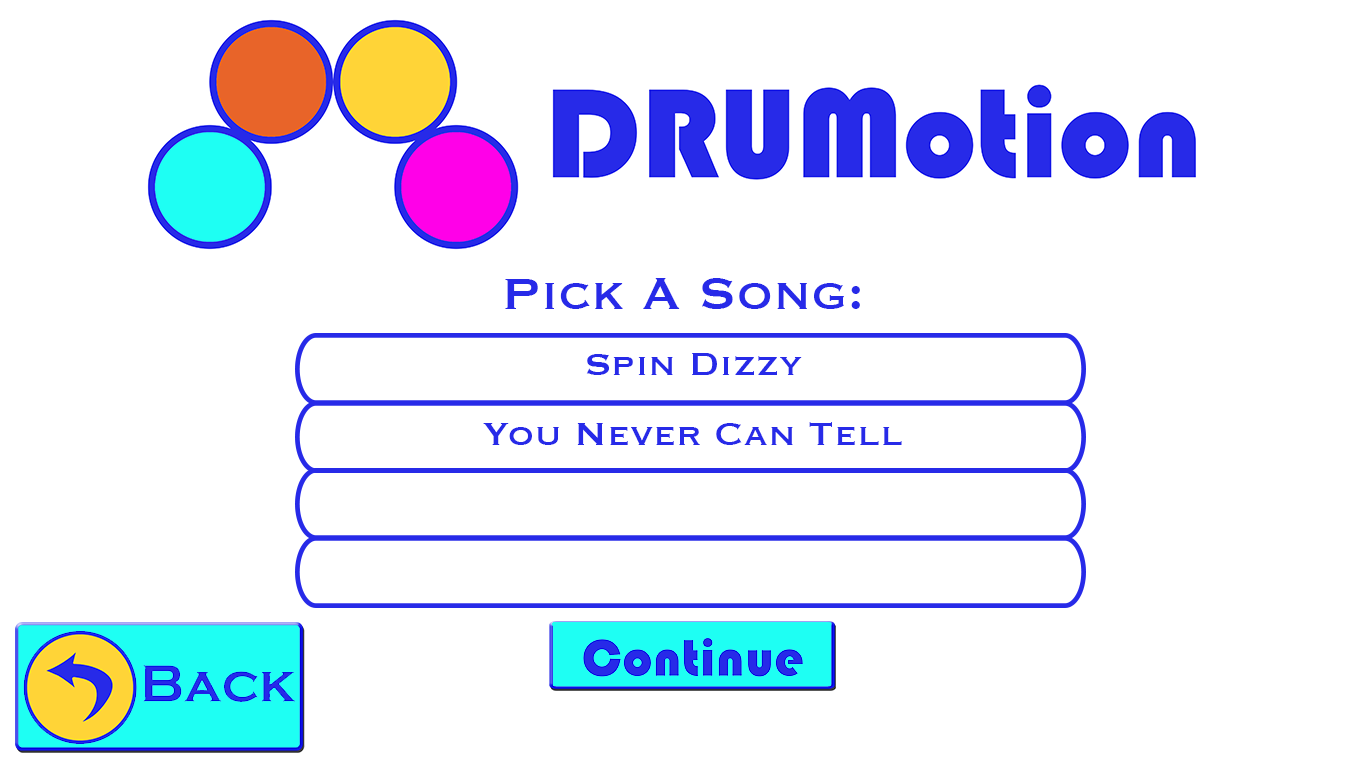 DRUMotion
Pick A Song:
Spin Dizzy
You Never Can Tell
Continue
Back